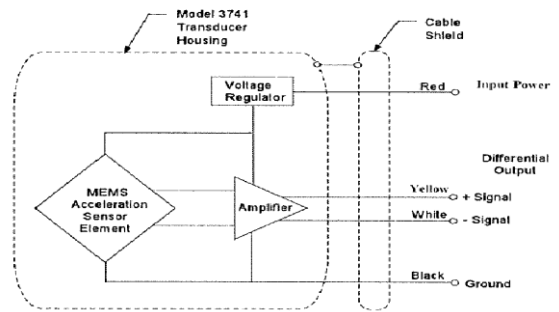 Model 3741
Transducer
Housing
Cable
Shield
Voltage
Regulator
Red
Input Power
Differential
Output
MEMS
Acceleration
Sensor
Element
Amplifier
Yellow
+ Signal
White
- Signal
Black
Ground